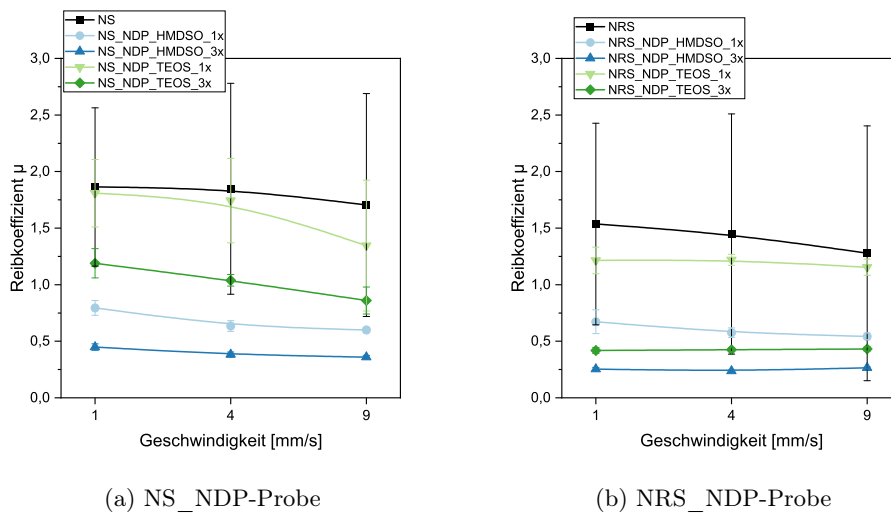 NS
NS_NDP_HMDSO_1x
NS_NDP_HMDSO_3x
NS_NDP_TEOS_1x
NS_NDP_TEOS_3x
3,0
2,5
2,0
1,5
1,0
0,5
0,0
Reibkoeffizient μ
1 4 9
Geschwindigkeit [mm/s]
(a) NS_NDP-Probe
NRS
NRS_NDP_HMDSO_1x
NRS_NDP_HMDSO_3x
NRS_NDP_TEOS_1x
NRS_NDP_TEOS_3x
3,0
2,5
2,0
1,5
1,0
0,5
0,0
Reibkoeffizient μ
1 4 9
Geschwindigkeit [mm/s]
(b) NRS_NDP-Probe